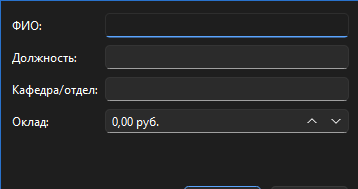 ФИО:
Должность:
Кафедра/отдел:
Оклад: 0,00 руб.